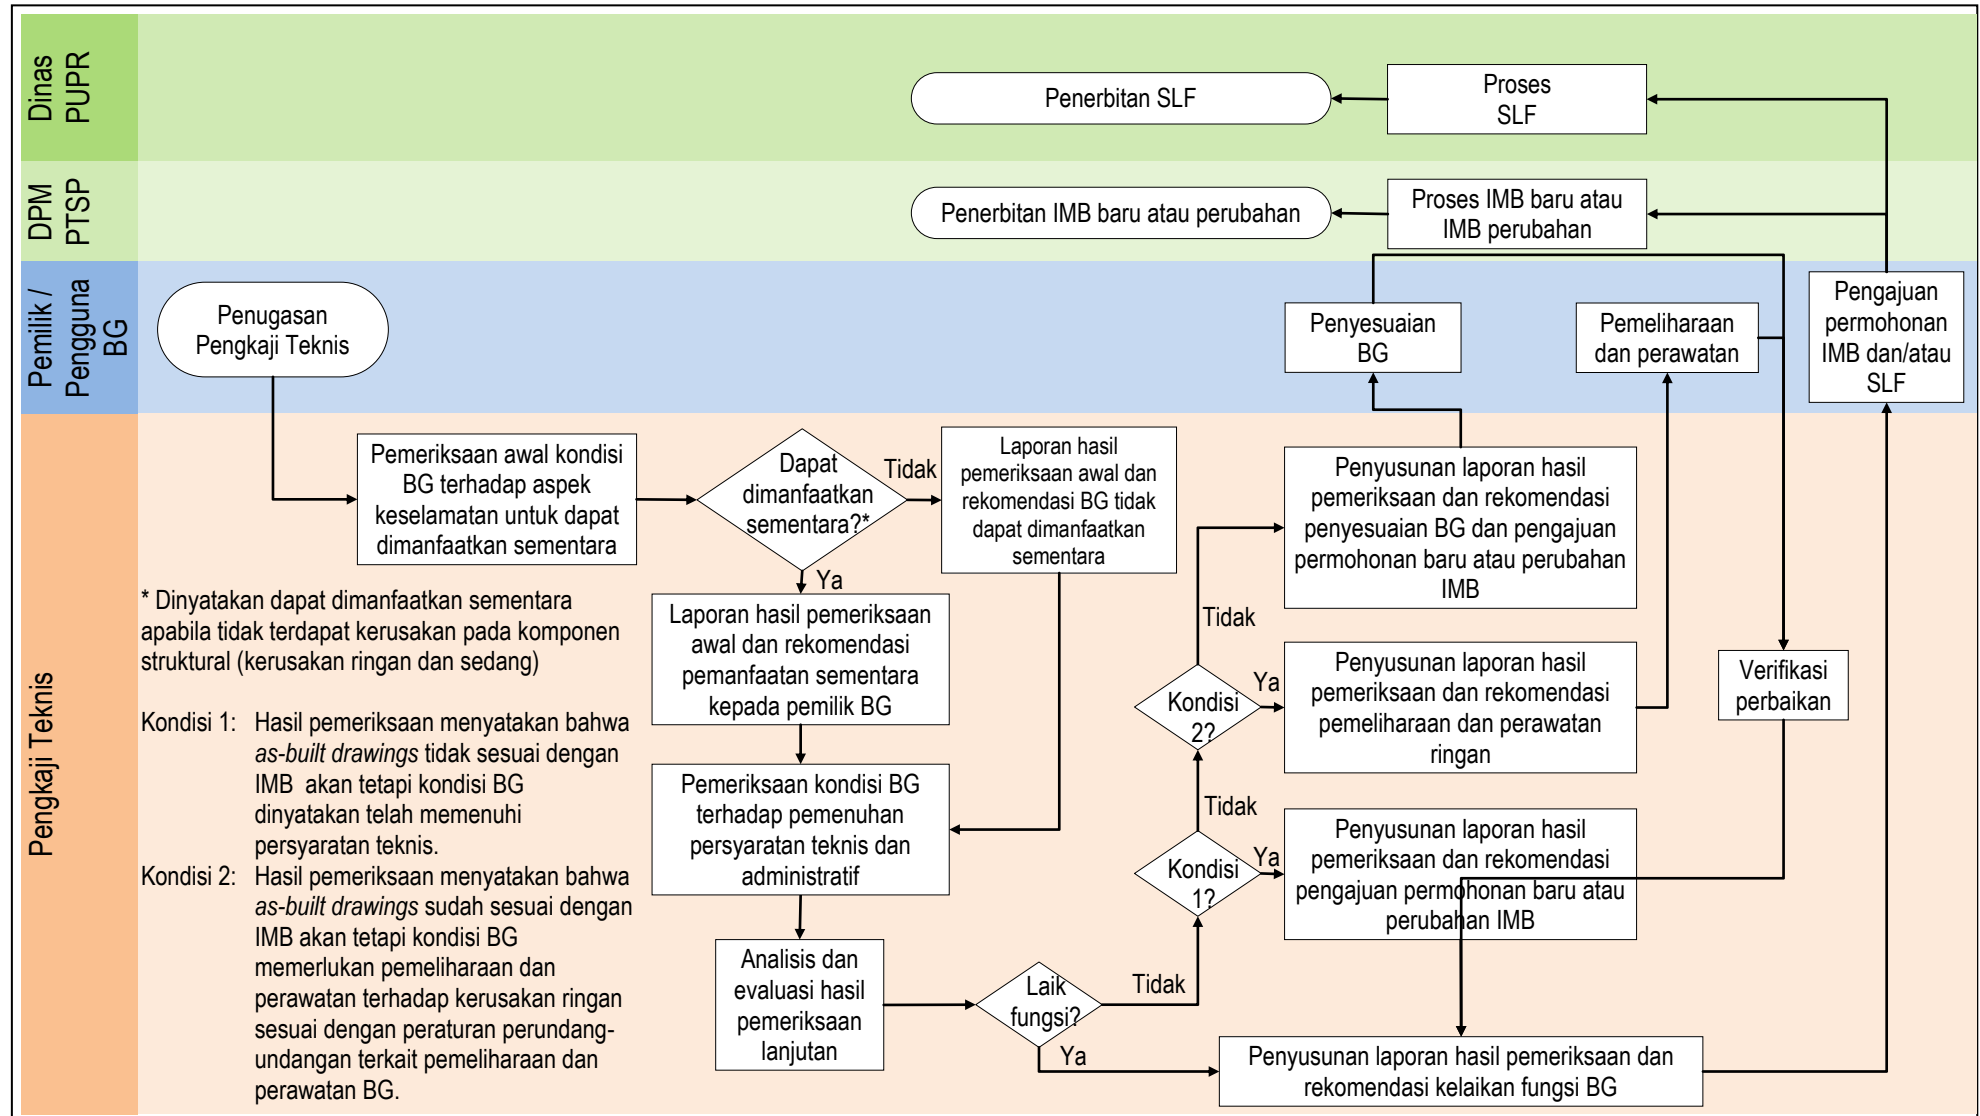 Dinas
PUPR
Penerbitan SLF
Proses
SLF
DPM
PTSP
Penerbitan IMB baru atau perubahan
Proses IMB baru atau
IMB perubahan
Pemilik /
Pengguna
BG
Penugasan
Pengkaji Teknis
Penyesuaian
BG
Pemeliharaan
dan perawatan
Pengajuan
permohonan
IMB dan/atau
SLF
Pengkaji Teknis
Pemeriksaan awal kondisi
BG terhadap aspek
keselamatan untuk dapat
dimanfaatkan sementara
Dapat
dimanfaatkan
sementara?*
Tidak
Ya
Laporan hasil
pemeriksaan awal dan
rekomendasi BG tidak
dapat dimanfaatkan
sementara
Laporan hasil pemeriksaan
awal dan rekomendasi
pemanfaatan sementara
kepada pemilik BG
* Dinyatakan dapat dimanfaatkan sementara
apabila tidak terdapat kerusakan pada komponen
struktural (kerusakan ringan dan sedang)
Kondisi 1: Hasil pemeriksaan menyatakan bahwa
as-built drawings tidak sesuai dengan
IMB akan tetapi kondisi BG
dinyatakan telah memenuhi
persyaratan teknis.
Kondisi 2: Hasil pemeriksaan menyatakan bahwa
as-built drawings sudah sesuai dengan
IMB akan tetapi kondisi BG
memerlukan pemeliharaan dan
perawatan terhadap kerusakan ringan
sesuai dengan peraturan perundang-
undangan terkait pemeliharaan dan
perawatan BG.
Pemeriksaan kondisi BG
terhadap pemenuhan
persyaratan teknis dan
administratif
Analisis dan
evaluasi hasil
pemeriksaan
lanjutan
Laik
fungsi?
Tidak
Ya
Kondisi
1?
Ya
Tidak
Kondisi
2?
Ya
Tidak
Penyusunan laporan hasil
pemeriksaan dan rekomendasi
penyesuaian BG dan pengajuan
permohonan baru atau perubahan
IMB
Penyusunan laporan hasil
pemeriksaan dan rekomendasi
pemeliharaan dan perawatan
ringan
Penyusunan laporan hasil
pemeriksaan dan rekomendasi
pengajuan permohonan baru atau
perubahan IMB
Verifikasi
perbaikan
Penyusunan laporan hasil pemeriksaan dan
rekomendasi kelaikan fungsi BG